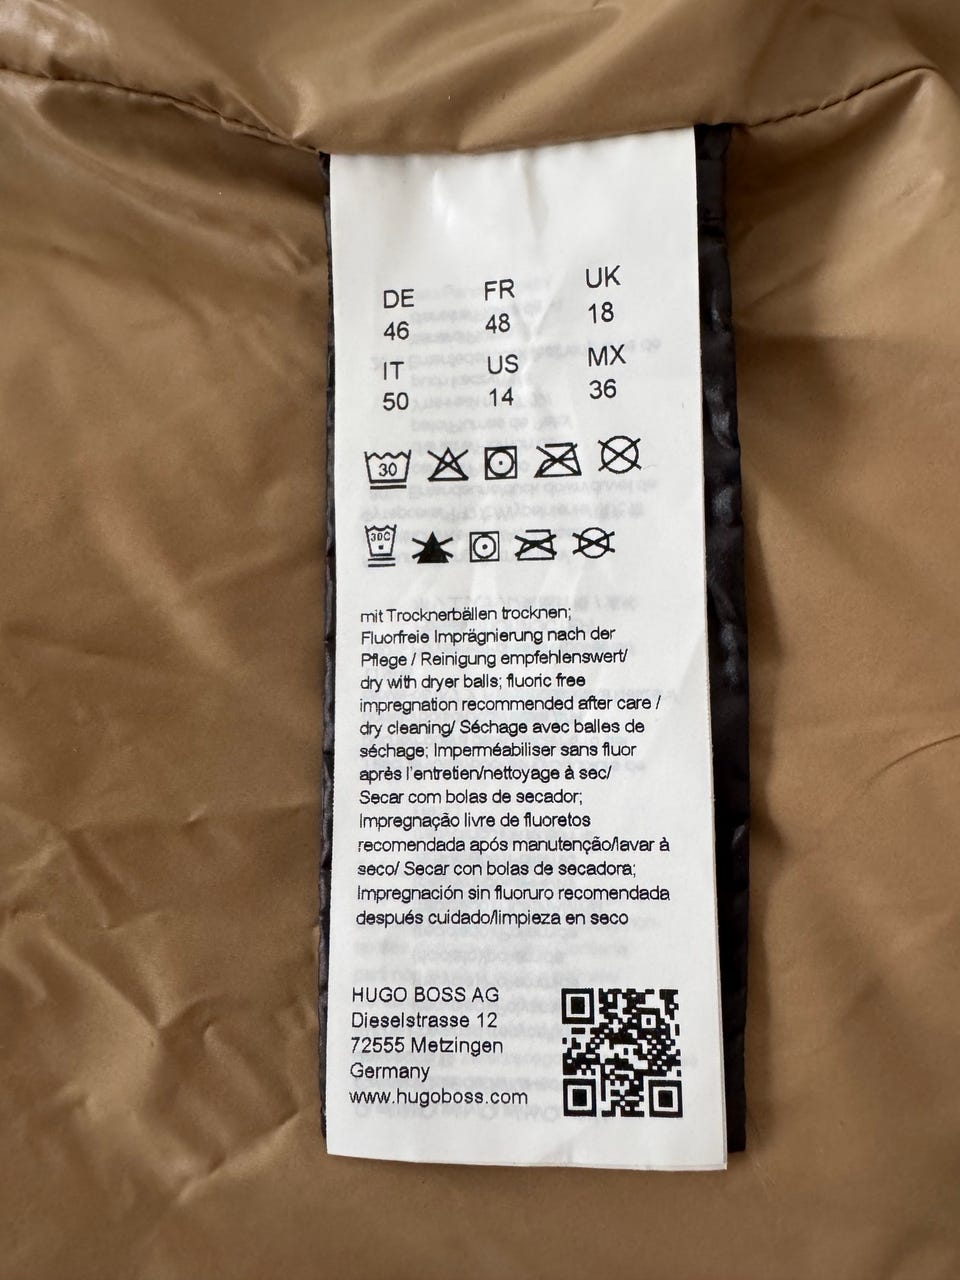 DE FR UK
46 48 18
IT US MX
50 14 36
30
30C
mit Trocknerbällen trocknen;
Fluorfreie Imprägnierung nach der
Pflege / Reinigung empfehlenswert/
dry with dryer balls; fluoric free
impregnation recommended after care /
dry cleaning/ Séchage avec balles de
séchage; Imperméabiliser sans fluor
après l'entretien/nettoyage à sec/
Secar com bolas de secador;
Impregnação livre de fluoretos
recomendada após manutenção/lavar à
seco/ Secar con bolas de secadora;
Impregnación sin fluoruro recomendada
después cuidado/limpieza en seco
HUGO BOSS AG
Dieselstrasse 12
72555 Metzingen
Germany
www.hugoboss.com